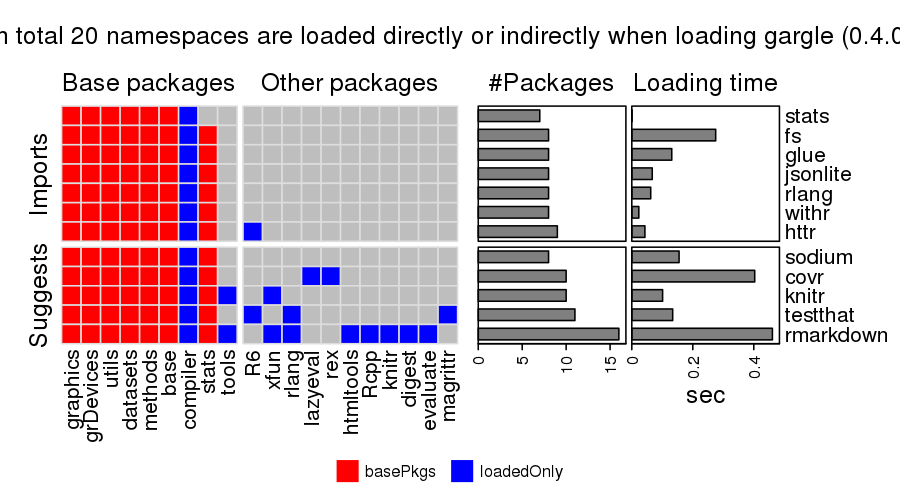 n total 20 namespaces are loaded directly or indirectly when loading gargle (0.4.0
Base packages
Other packages
#Packages
Loading time
Imports
Suggests
stats
fs
glue
jsonlite
rlang
withr
httr
sodium
covr
knitr
testthat
rmarkdown
graphics
grDevices
utils
datasets
methods
base
compiler
stats
tools
R6
xfun
rlang
lazyeval
rex
htmltools
Rcpp
knitr
digest
evaluate
magrittr
0
5
10
15
0
0.2
0.4
sec
basePkgs
loadedOnly